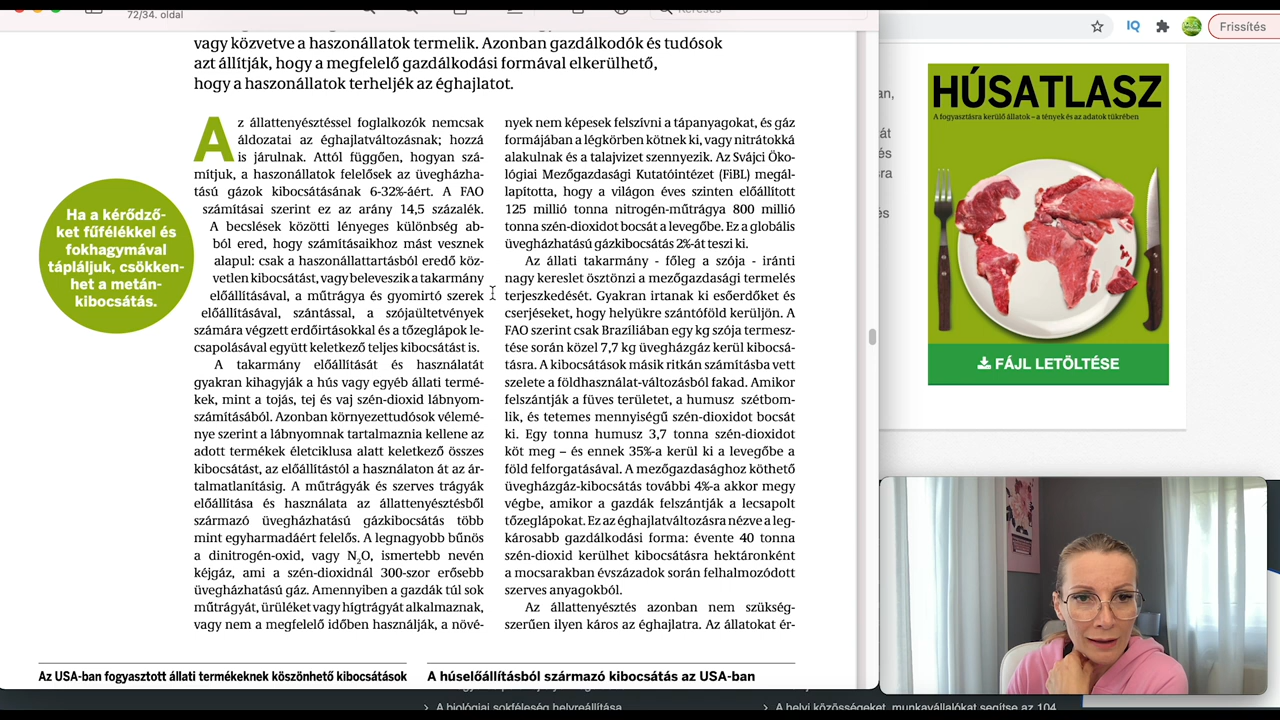 72/34. oldal
Keresés
vagy közvetve a haszonállatok termelik. Azonban gazdálkodók és tudósok
azt állítják, hogy a megfelelő gazdálkodási formával elkerülhető,
hogy a haszonállatok terheljék az éghajlatot.
Ha a kérődző-
ket fűfélékkel és
fokhagymával
tápláljuk, csökken-
het a metán-
kibocsátás.
Az állattenyésztéssel foglalkozók nemcsak
áldozatai az éghajlatváltozásnak; hozzá
is járulnak. Attól függően, hogyan szá-
mítjuk, a haszonállatok felelősek az üvegházha-
tású gázok kibocsátásának 6-32%-áért. A FAO
számításai szerint ez az arány 14,5 százalék.
A becslések közötti lényeges különbség ab-
ból ered, hogy számításaikhoz mást vesznek
alapul: csak a haszonállattartásból eredő köz-
vetlen kibocsátást, vagy beleveszik a takarmány
előállításával, a műtrágya és gyomirtó szerek
előállításával, szántással, a szójaültetvények
számára végzett erdőirtásokkal és a tőzeglápok le-
csapolásával együtt keletkező teljes kibocsátást is.
A takarmány előállítását és használatát
gyakran kihagyják a hús vagy egyéb állati termé-
kek, mint a tojás, tej és vaj szén-dioxid lábnyom-
számításából. Azonban környezettudósok vélemé-
nye szerint a lábnyomnak tartalmaznia kellene az
adott termékek életciklusa alatt keletkező összes
kibocsátást, az előállítástól a használaton át az ár-
talmatlanításig. A műtrágyák és szerves trágyák
előállítása és használata az állattenyésztésből
származó üvegházhatású gázkibocsátás több
mint egyharmadáért felelős. A legnagyobb bűnös
a dinitrogén-oxid, vagy N₂O, ismertebb nevén
kéjgáz, ami a szén-dioxidnál 300-szor erősebb
üvegházhatású gáz. Amennyiben a gazdák túl sok
műtrágyát, ürüléket vagy hígtrágyát alkalmaznak,
vagy nem a megfelelő időben használják, a növé-
nyek nem képesek felszívni a tápanyagokat, és gáz
formájában a légkörben kötnek ki, vagy nitrátokká
alakulnak és a talajvizet szennyezik. Az Svájci Öko-
lógiai Mezőgazdasági Kutatóintézet (FiBL) megál-
lapította, hogy a világon éves szinten előállított
125 millió tonna nitrogén-műtrágya 800 millió
tonna szén-dioxidot bocsát a levegőbe. Ez a globális
üvegházhatású gázkibocsátás 2%-át teszi ki.
Az állati takarmány - főleg a szója - iránti
nagy kereslet ösztönzi a mezőgazdasági termelés
terjeszkedését. Gyakran irtanak ki esőerdőket és
cserjéseket, hogy helyükre szántóföld kerüljön. A
FAO szerint csak Brazíliában egy kg szója termesz-
tése során közel 7,7 kg üvegházgáz kerül kibocsá-
tásra. A kibocsátások másik ritkán számításba vett
szelete a földhasználat-változásból fakad. Amikor
felszántják a füves területet, a humusz szétbom-
lik, és tetemes mennyiségű szén-dioxidot bocsát
ki. Egy tonna humusz 3,7 tonna szén-dioxidot
köt meg – és ennek 35%-a kerül ki a levegőbe a
föld felforgatásával. A mezőgazdasághoz köthető
üvegházgáz-kibocsátás további 4%-a akkor megy
végbe, amikor a gazdák felszántják a lecsapolt
tőzeglápokat. Ez az éghajlatváltozásra nézve a leg-
károsabb gazdálkodási forma: évente 40 tonna
szén-dioxid kerülhet kibocsátásra hektáronként
a mocsarakban évszázadok során felhalmozódott
szerves anyagokból.
Az állattenyésztés azonban nem szükség-
szerűen ilyen káros az éghajlatra. Az állatokat ér-
Az USA-ban fogyasztott állati termékeknek köszönhető kibocsátások
A húselőállításból származó kibocsátás az USA-ban
IQ
Frissítés
an,
át
és
sra
és
HÚSATLASZ
A fogyasztásra kerülő állatok – a tények és az adatok tükrében
FÁJL LETÖLTÉSE
A biológiai sokféleség helyreállítása
A helyi közösségeket, munkavállalókat segítse az 104